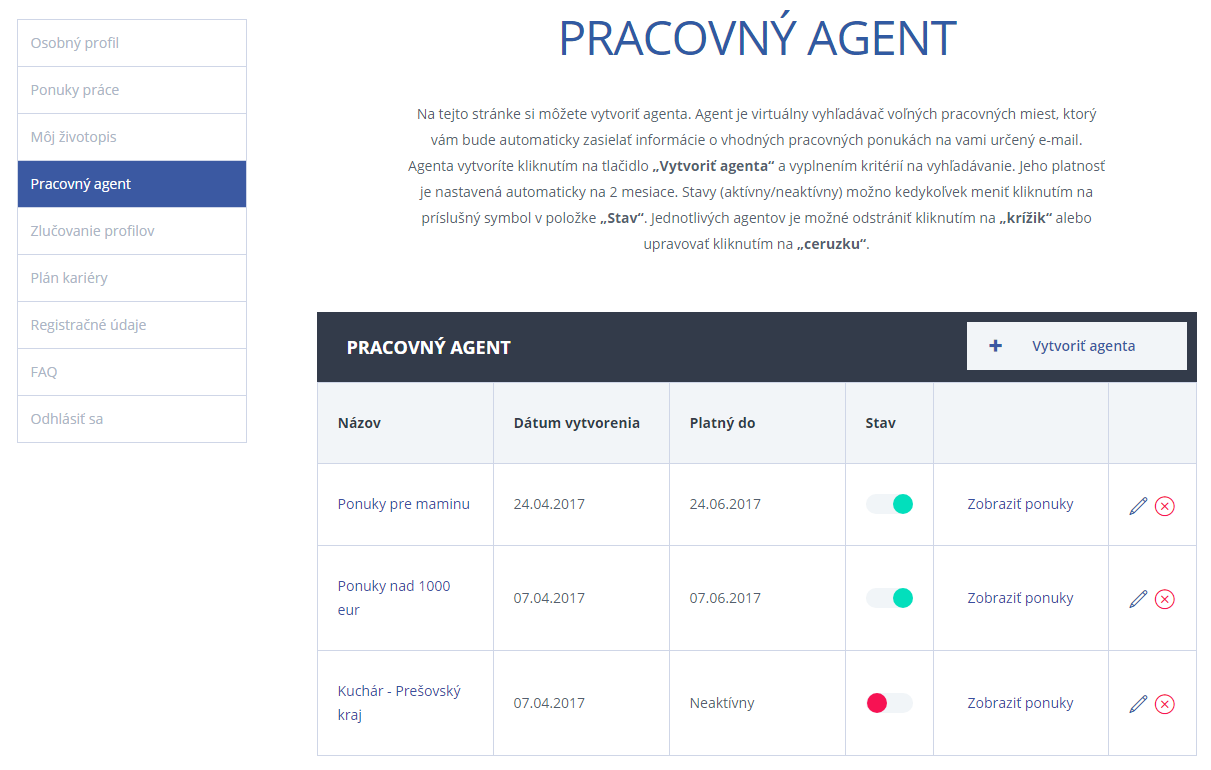 Osobný profil
Ponuky práce
Môj životopis
Pracovný agent
Zlučovanie profilov
Plán kariéry
Registračné údaje
FAQ
Odhlásiť sa
PRACOVNÝ AGENT
Na tejto stránke si môžete vytvoriť agenta. Agent je virtuálny vyhľadávač voľných pracovných miest, ktorý
vám bude automaticky zasielať informácie o vhodných pracovných ponukách na vami určený e-mail.
Agenta vytvoríte kliknutím na tlačidlo „Vytvoriť agenta“ a vyplnením kritérií na vyhľadávanie. Jeho platnosť
je nastavená automaticky na 2 mesiace. Stavy (aktívny/neaktívny) možno kedykoľvek meniť kliknutím na
príslušný symbol v položke „Stav“. Jednotlivých agentov je možné odstrániť kliknutím na „krížik“ alebo
upravovať kliknutím na „ceruzku“.
PRACOVNÝ AGENT
+ Vytvoriť agenta
Názov Dátum vytvorenia Platný do Stav
Ponuky pre maminu 24.04.2017 24.06.2017 Zobraziť ponuky
Ponuky nad 1000
eur 07.04.2017 07.06.2017 Zobraziť ponuky
Kuchár - Prešovský
kraj 07.04.2017 Neaktívny Zobraziť ponuky